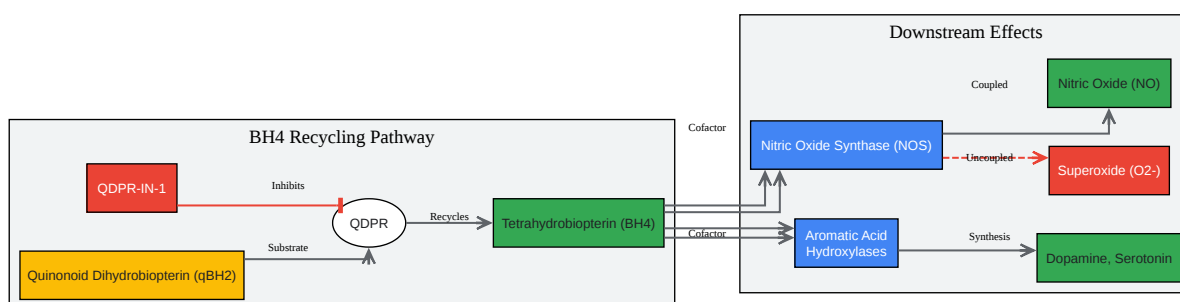 Downstream Effects
Coupled
Nitric Oxide (NO)
BH4 Recycling Pathway
Cofactor
Nitric Oxide Synthase (NOS)
Uncoupled
Superoxide (O2-)
QDPR-IN-1
Inhibits
QDPR
Recycles
Tetrahydrobiopterin (BH4)
Cofactor
Aromatic Acid
Hydroxylases
Synthesis
Dopamine, Serotonin
Substrate
Quinonoid Dihydrobiopterin (qBH2)